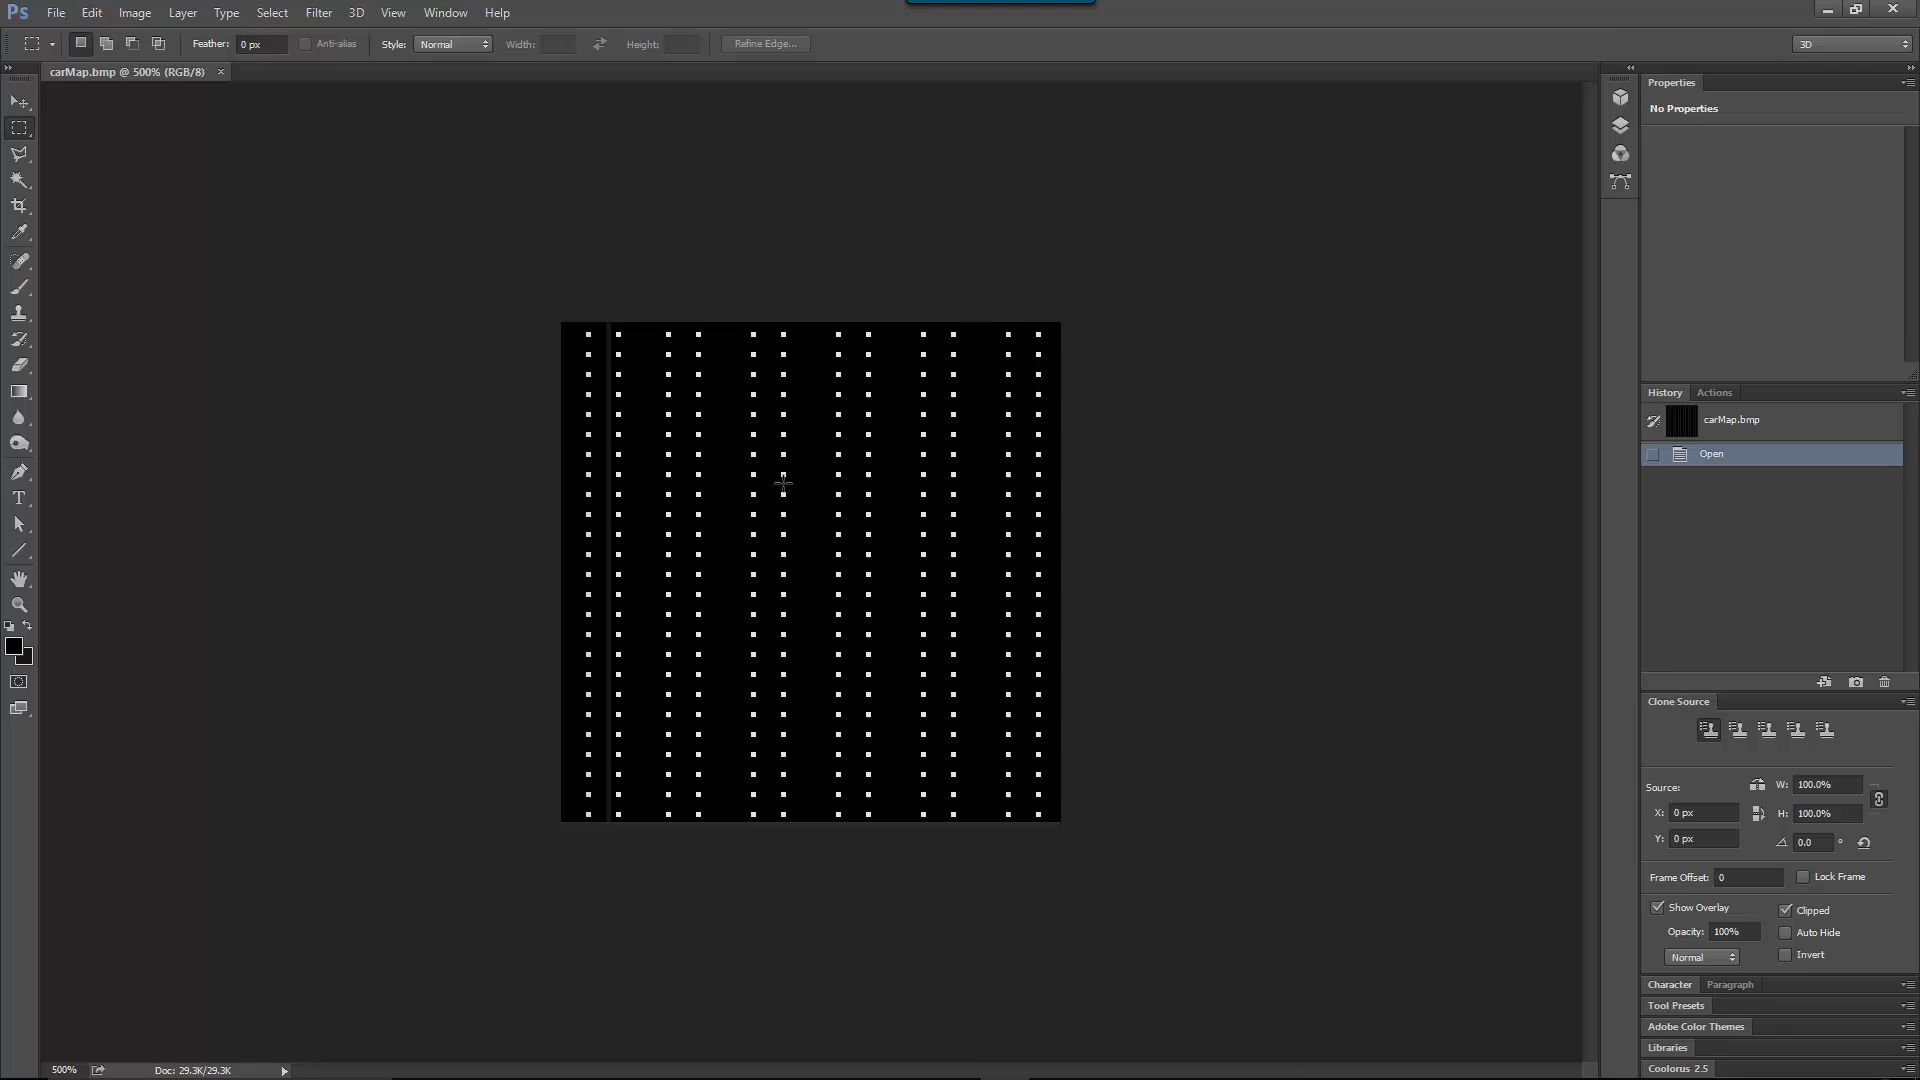 Ps File Edit Image Layer Type Select Filter 3D View Window Help
Feather: 0 px Anti-alias Style: Normal Width: Height: Refine Edge... 3D
carMap.bmp @ 500% (RGB/8) ×
Properties
No Properties
History Actions
carMap.bmp
Open
Clone Source
Source: W: 100.0%
X: 0 px H: 100.0%
Y: 0 px 0.0 °
Frame Offset: 0 Lock Frame
Show Overlay Clipped
Opacity: 100% Auto Hide
Normal Invert
Character Paragraph
Tool Presets
Adobe Color Themes
Libraries
Coolorus 2.5
500% Doc: 29.3K/29.3K